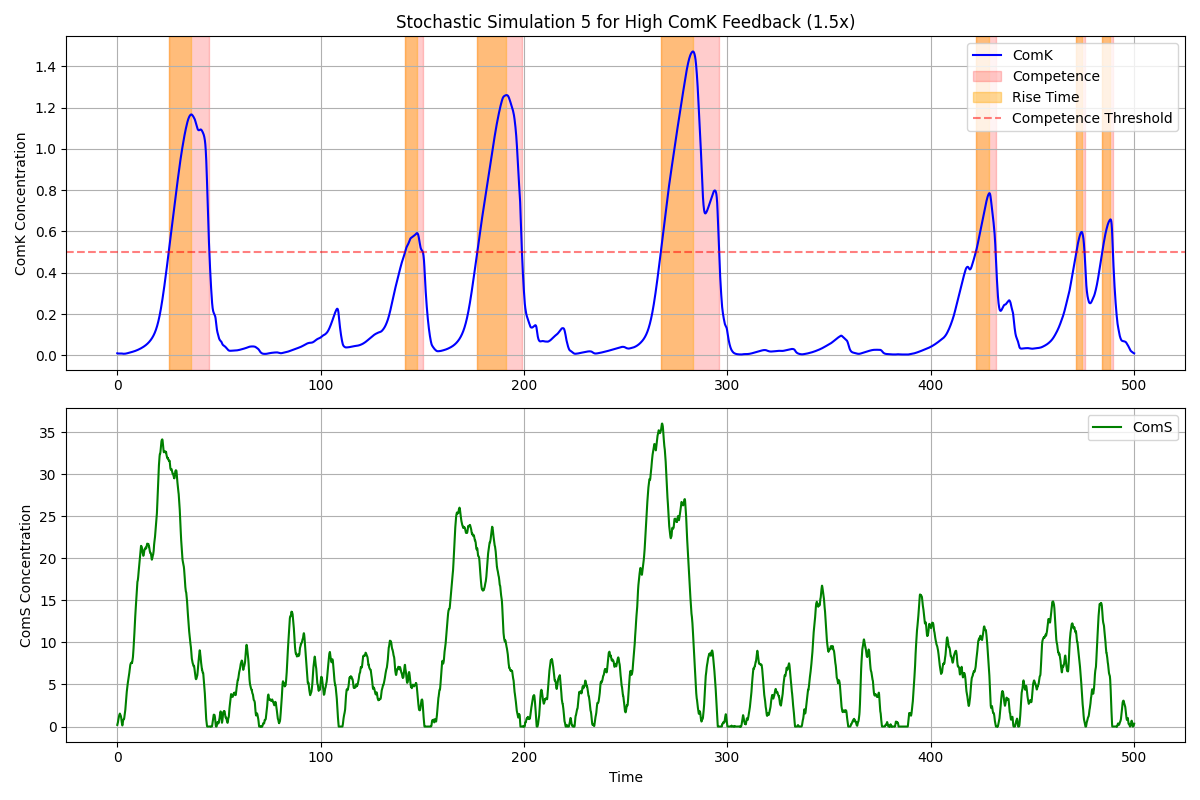 Stochastic Simulation 5 for High ComK Feedback (1.5x)
ComK Concentration
1.4
1.2
1.0
0.8
0.6
0.4
0.2
0.0
ComK
Competence
Rise Time
Competence Threshold
0 100 200 300 400 500
ComS Concentration
35
30
25
20
15
10
5
0
ComS
0 100 200 300 400 500
Time